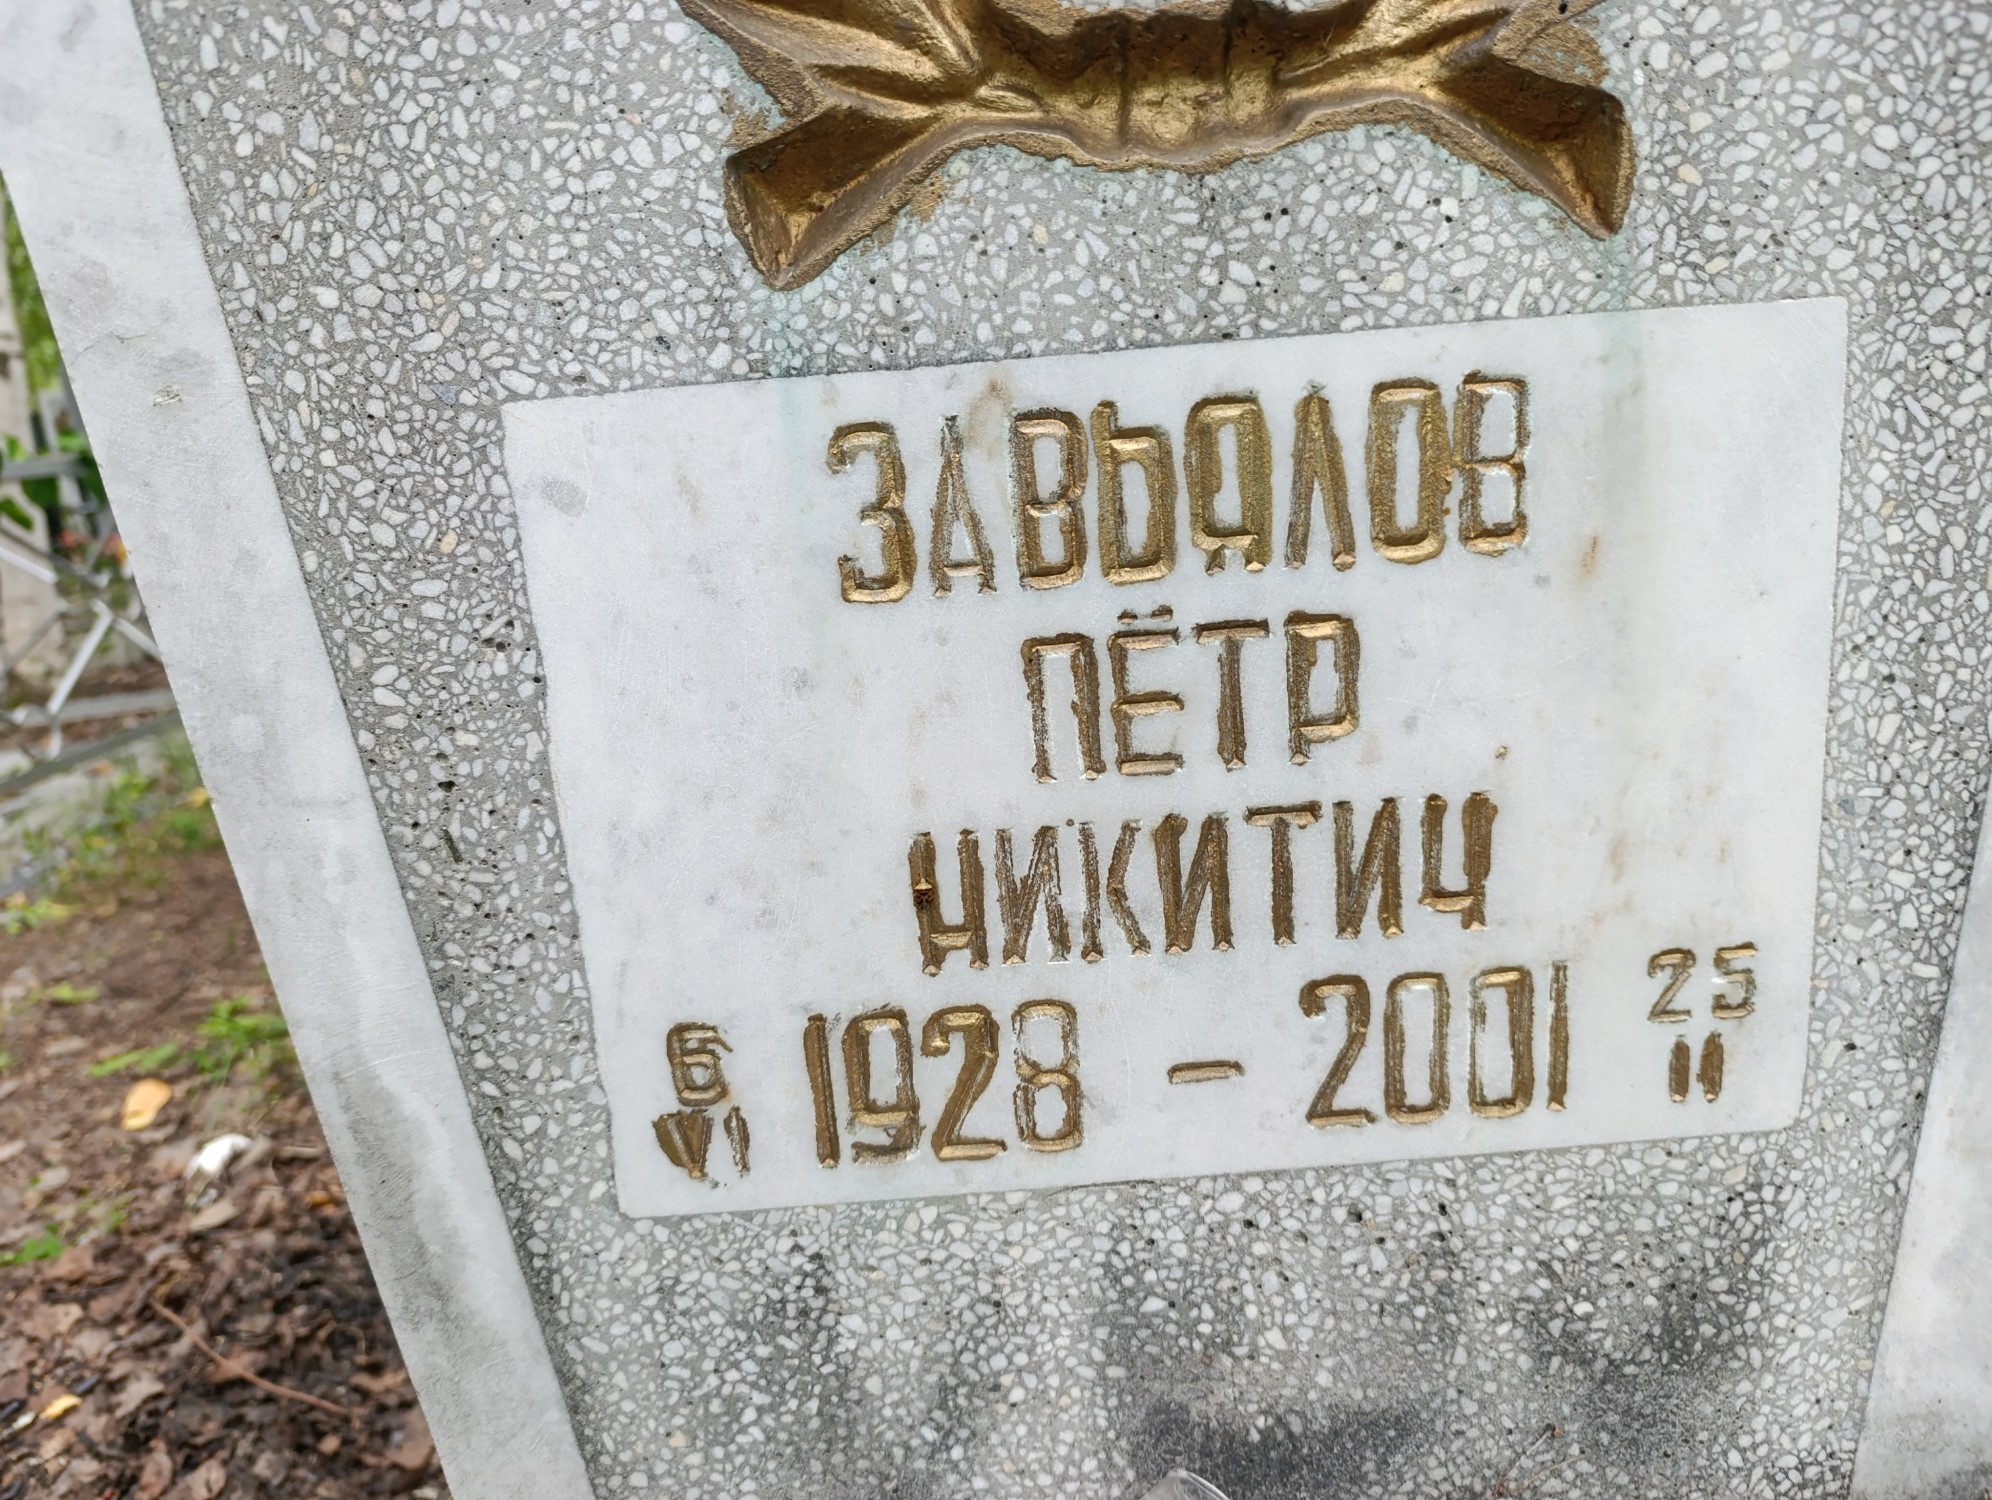 ЗАВЬЯЛОВ
ПЁТР
НИКИТИЧ
6 1928 – 2001 25
VI II